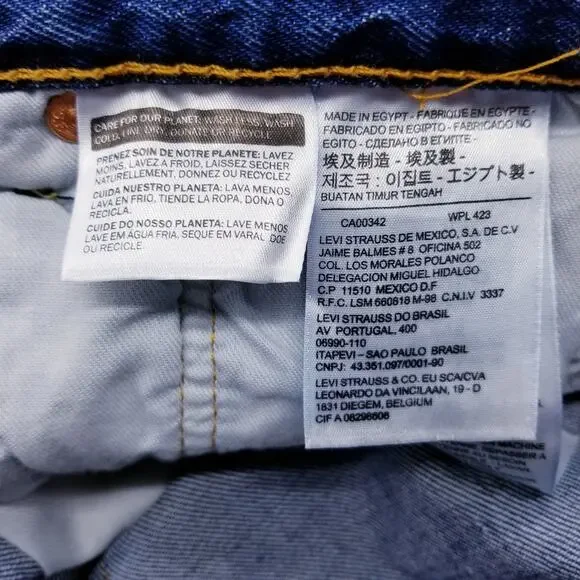 CARE FOR OUR PLANET: WASH LESS, WASH
COLD, LINE DRY, DONATE OR RECYCLE
PRENEZ SOIN DE NOTRE PLANETE: LAVEZ
MOINS, LAVEZ A FROID, LAISSEZ SECHER
NATURELLEMENT, DONNEZ OU RECYCLEZ
CUIDA NUESTRO PLANETA: LAVA MENOS,
LAVA EN FRIO, TIENDE LA ROPA, DONA O
RECICLA.
CUIDE DO NOSSO PLANETA: LAVE MENOS
LAVE EM AGUA FRIA, SEQUE EM VARAL DOE
OU RECICLE.
MADE IN EGYPT - FABRIQUE EN EGYPTE -
FABRICADO EN EGIPTO - FABRICADO NO
EGITO - СДЕЛАНО В ЕГИПТЕ -
埃及制造 - 埃及製 -
제조국 : 이집트 - エジプト製 -
BUATAN TIMUR TENGAH
CA00342 WPL 423
LEVI STRAUSS DE MEXICO, S.A. DE C.V
JAIME BALMES # 8 OFICINA 502
COL. LOS MORALES POLANCO
DELEGACION MIGUEL HIDALGO
C.P 11510 MEXICO D.F
R.F.C. LSM 660818 M-98 C.N.I.V 3337
LEVI STRAUSS DO BRASIL
AV PORTUGAL, 400
06990-110
ITAPEVI - SAO PAULO BRASIL
CNPJ: 43.351.097/0001-90
LEVI STRAUSS & CO. EU SCA/CVA
LEONARDO DA VINCILAAN, 19 - D
1831 DIEGEM, BELGIUM
CIF A 08298606
MACHINE